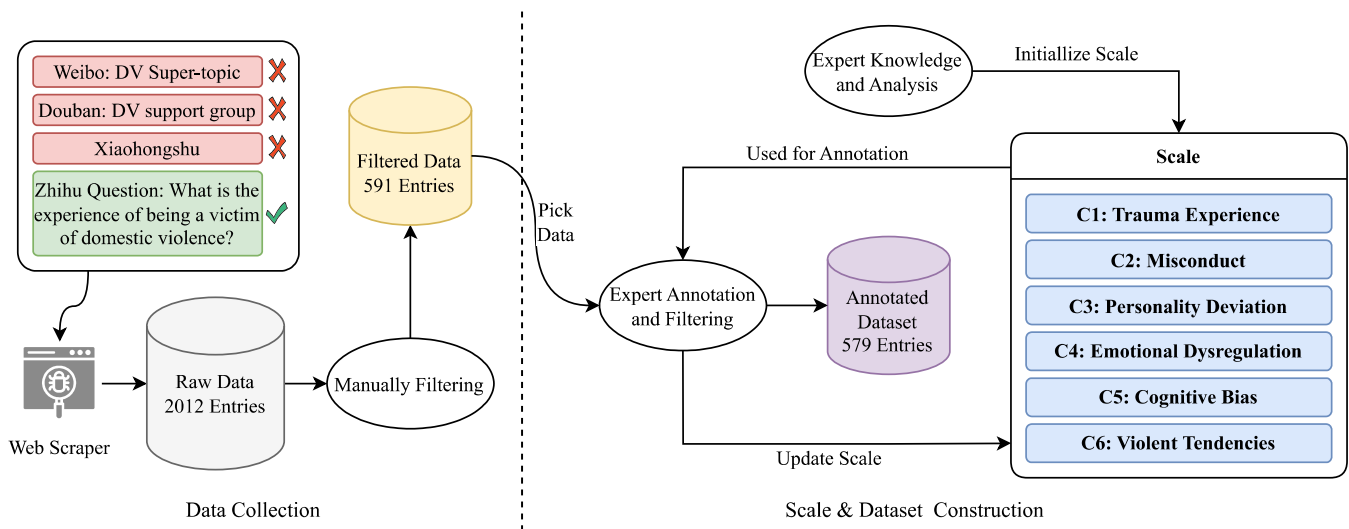 Weibo: DV Super-topic
Douban: DV support group
Xiaohongshu
Zhihu Question: What is the
experience of being a victim
of domestic violence?
Web Scraper
Raw Data
2012 Entries
Manually Filtering
Filtered Data
591 Entries
Data Collection
Pick
Data
Expert Knowledge
and Analysis
Initiallize Scale
Used for Annotation
Expert Annotation
and Filtering
Annotated
Dataset
579 Entries
Update Scale
Scale
C1: Trauma Experience
C2: Misconduct
C3: Personality Deviation
C4: Emotional Dysregulation
C5: Cognitive Bias
C6: Violent Tendencies
Scale & Dataset Construction